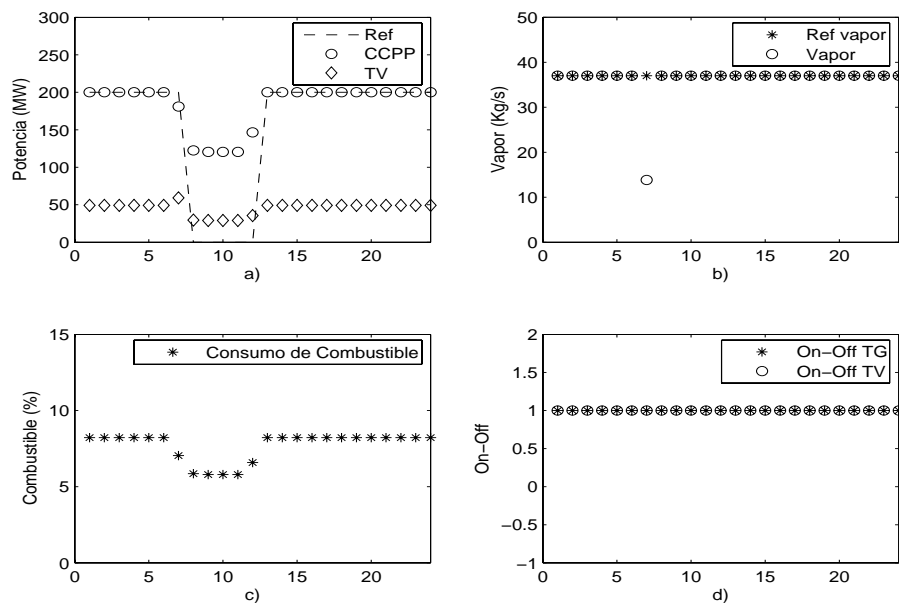 300
250
200
150
100
50
0
Potencia (MW)
Ref
CCPP
TV
0 5 10 15 20
a)
50
40
30
20
10
0
Vapor (Kg/s)
Ref vapor
Vapor
0 5 10 15 20
b)
15
10
5
0
Combustible (%)
Consumo de Combustible
0 5 10 15 20
c)
2
1.5
1
0.5
0
−0.5
−1
On−Off
On−Off TG
On−Off TV
0 5 10 15 20
d)